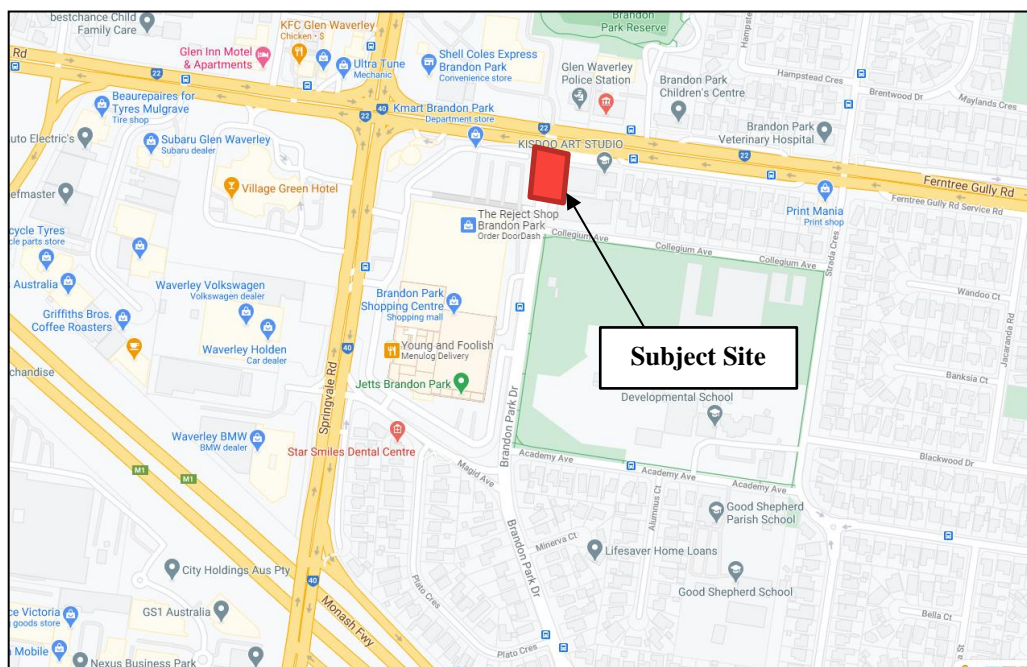 bestchance Child
Family Care
KFC Glen Waverley
Chicken • $
Brandon
Park Reserve
Hampstead Cres
Rd
Glen Inn Motel
& Apartments
22
Ultra Tune
Mechanic
Shell Coles Express
Brandon Park
Convenience store
Glen Waverley
Police Station
Brandon Park
Children's Centre
Hampstead Cres
Brentwood Dr
Maylands Cres
Beaurepaires for
Tyres Mulgrave
Tire shop
40
22
Kmart Brandon Park
Department store
22
Brandon Park
Veterinary Hospital
uto Electric's
Subaru Glen Waverley
Subaru dealer
KISDOO ART STUDIO
22
Ferntree Gully Rd
Ferntree Gully Rd Service Rd
efmaster
Village Green Hotel
The Reject Shop
Brandon Park
Order DoorDash
Print Mania
Print shop
ycle Tyres
cle parts store
Collegium Ave
Collegium Ave
Collegium Ave
Strada Cres
Australia
Waverley Volkswagen
Volkswagen dealer
Brandon Park
Shopping Centre
Shopping mall
Wandoo Ct
Jacaranda Rd
Griffiths Bros.
Coffee Roasters
Waverley Holden
Car dealer
40
Young and Foolish
Menulog Delivery
Subject Site
Banksia Ct
rchandise
Springvale Rd
Jetts Brandon Park
Brandon Park Dr
Developmental School
Waverley BMW
BMW dealer
Star Smiles Dental Centre
Magid Ave
Academy Ave
Academy Ave
Academy Ave
Blackwood Dr
M1
M1
Alumnus Ct
Good Shepherd
Parish School
Minerva Ct
Lifesaver Home Loans
City Holdings Aus Pty
40
Plato Cres
Brandon Park Dr
Good Shepherd School
GS1 Australia
Monash Fwy
Bella Ct
ce Victoria
g goods store
Mobile
Nexus Business Park
Plato Cres
a St